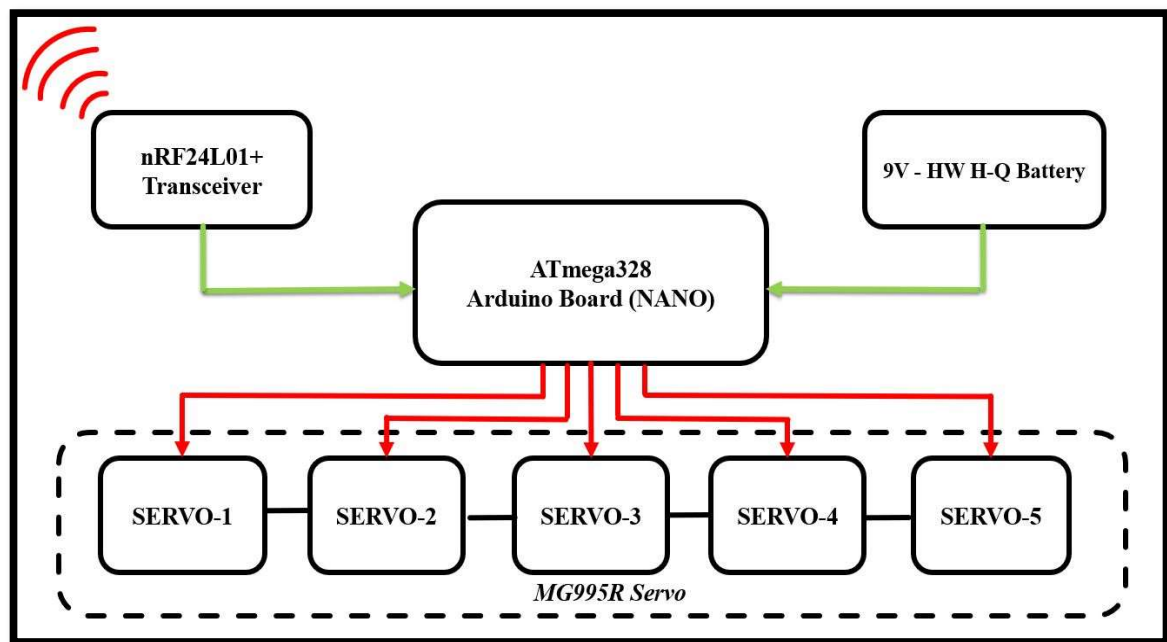 nRF24L01+
Transceiver
9V - HW H-Q Battery
ATmega328
Arduino Board (NANO)
SERVO-1
SERVO-2
SERVO-3
SERVO-4
SERVO-5
MG995R Servo